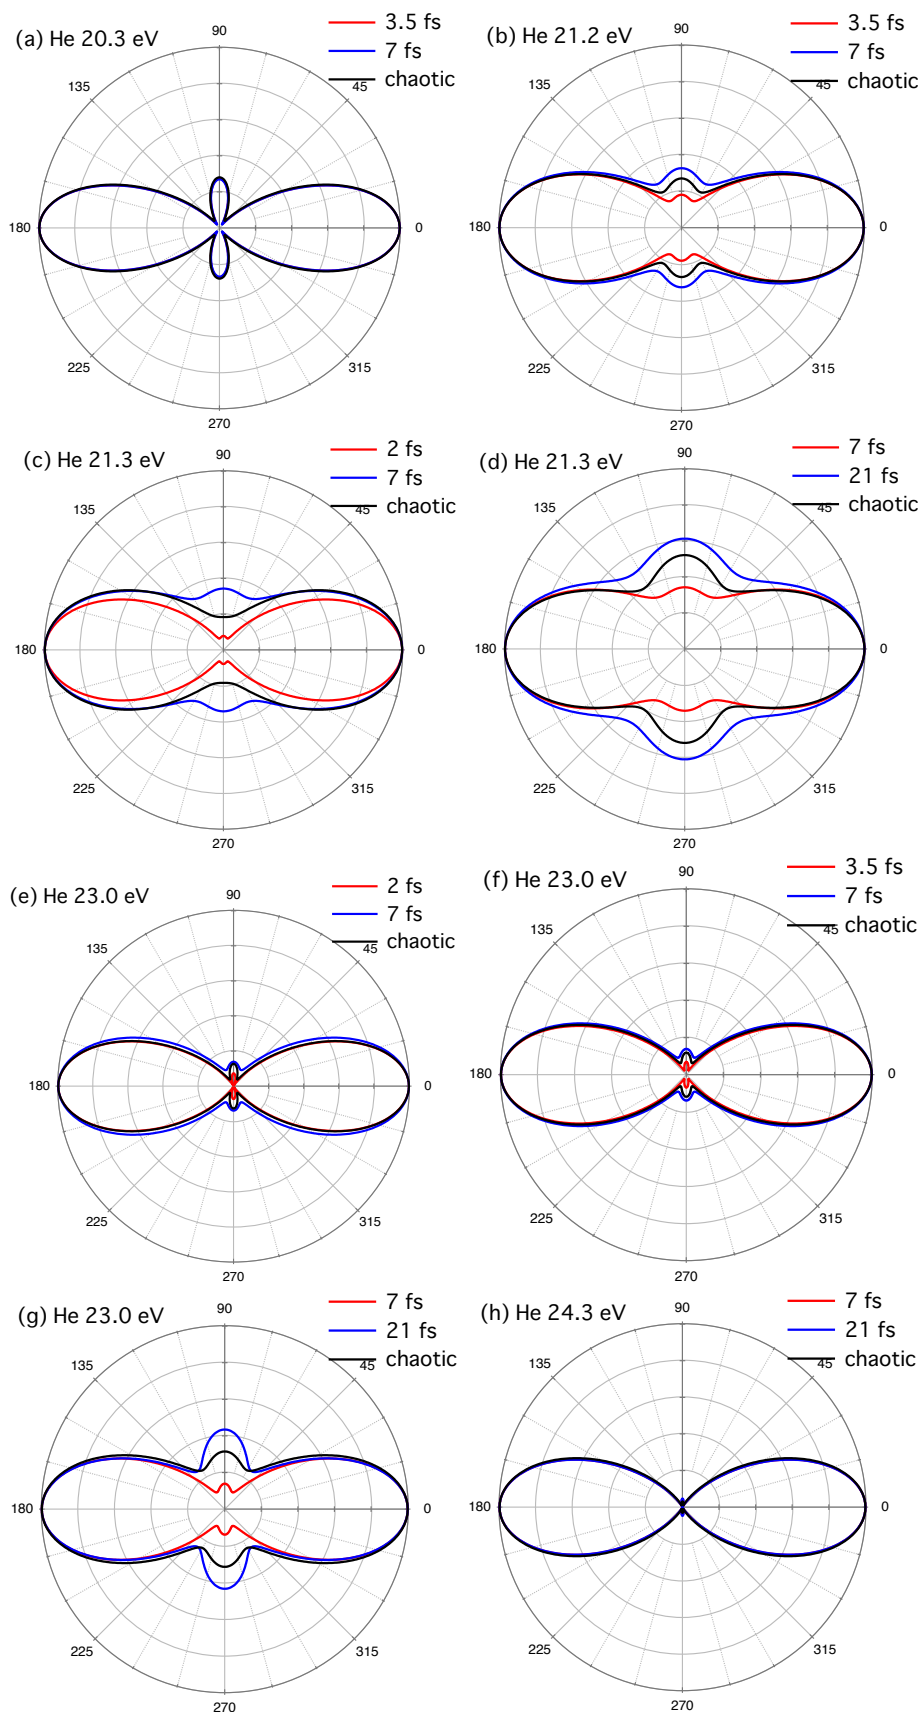 (a) He 20.3 eV
90
3.5 fs
7 fs
chaotic
135
45
180
0
225
315
270
(b) He 21.2 eV
90
3.5 fs
7 fs
chaotic
135
45
180
0
225
315
270
(c) He 21.3 eV
90
2 fs
7 fs
chaotic
135
45
180
0
225
315
270
(d) He 21.3 eV
90
7 fs
21 fs
chaotic
135
45
180
0
225
315
270
(e) He 23.0 eV
90
2 fs
7 fs
chaotic
135
45
180
0
225
315
270
(f) He 23.0 eV
90
3.5 fs
7 fs
chaotic
135
45
180
0
225
315
270
(g) He 23.0 eV
90
7 fs
21 fs
chaotic
135
45
180
0
225
315
270
(h) He 24.3 eV
90
7 fs
21 fs
chaotic
135
45
180
0
225
315
270